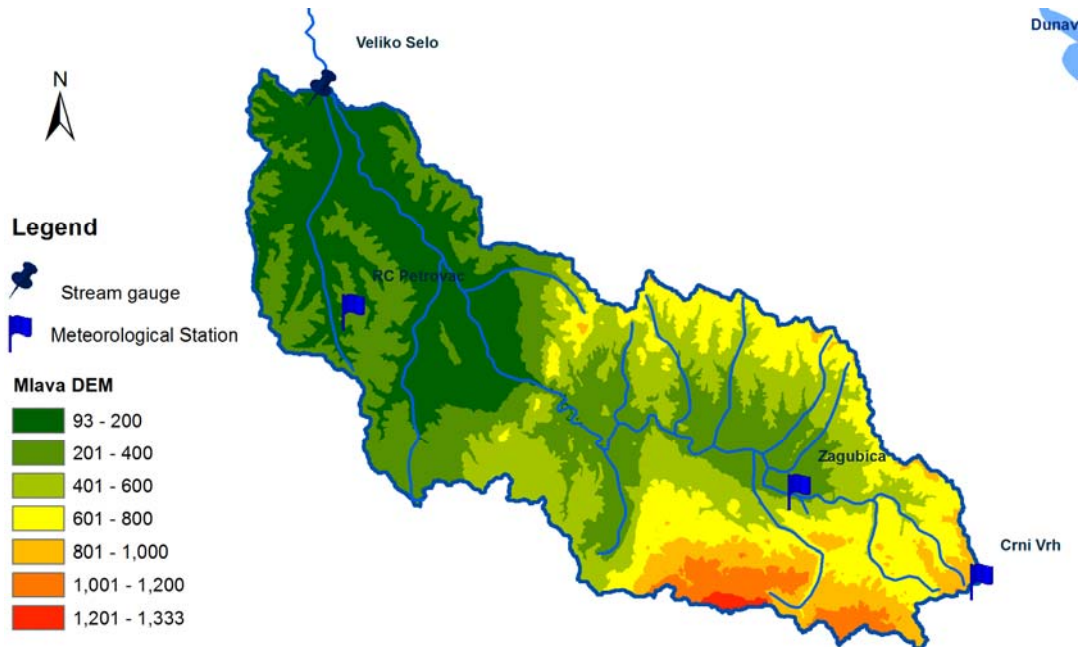 Dunav
Veliko Selo
N
Legend
Stream gauge
Meteorological Station
RC Petrovac
Mlava DEM
93 - 200
201 - 400
401 - 600
601 - 800
801 - 1,000
1,001 - 1,200
1,201 - 1,333
Zagubica
Crni Vrh